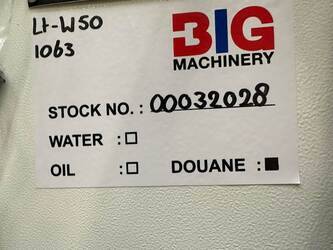 Lt-W50
1063
BIG
MACHINERY
STOCK NO. : 00032028
WATER : ☐
OIL : ☐ DOUANE : ■